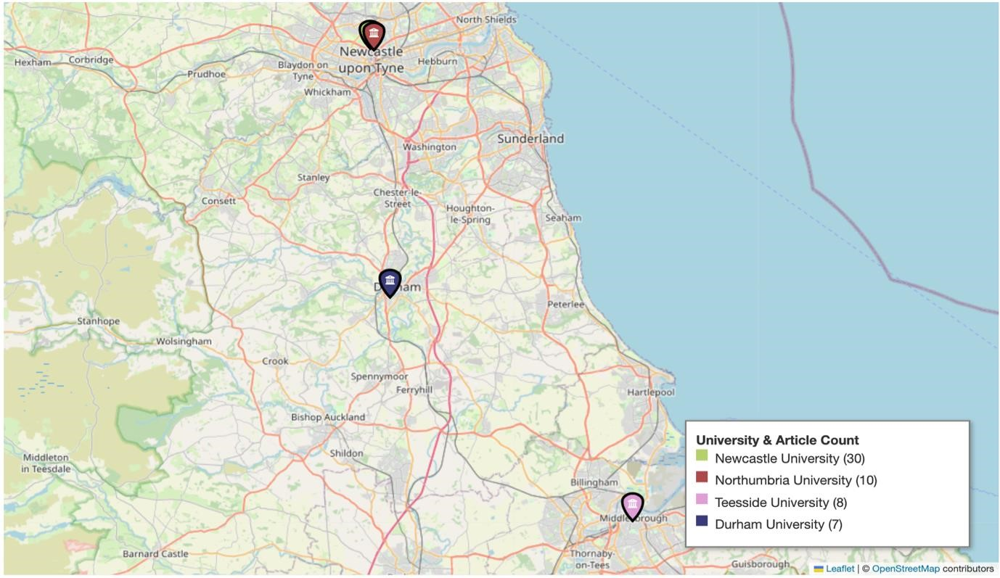 North Shields
Hexham
Corbridge
Newcastle
upon Tyne
Hebburn
Prudhoe
Blaydon on
Tyne
Whickham
Sunderland
Washington
Stanley
Consett
Chester-le-
Street
Houngton-
le-Spring
Seaham
Peterlee
Stanhope
Wolsingham
Crook
Spennymoor
Ferryhill
Hartlepool
Bishop Auckland
University & Article Count
Newcastle University (30)
Northumbria University (10)
Teesside University (8)
Durham University (7)
Middleton
in Teesdale
Shildon
Billingham
Barnard Castle
Thornaby-
on-Tees
Guisborough
Leaflet | © OpenStreetMap contributors